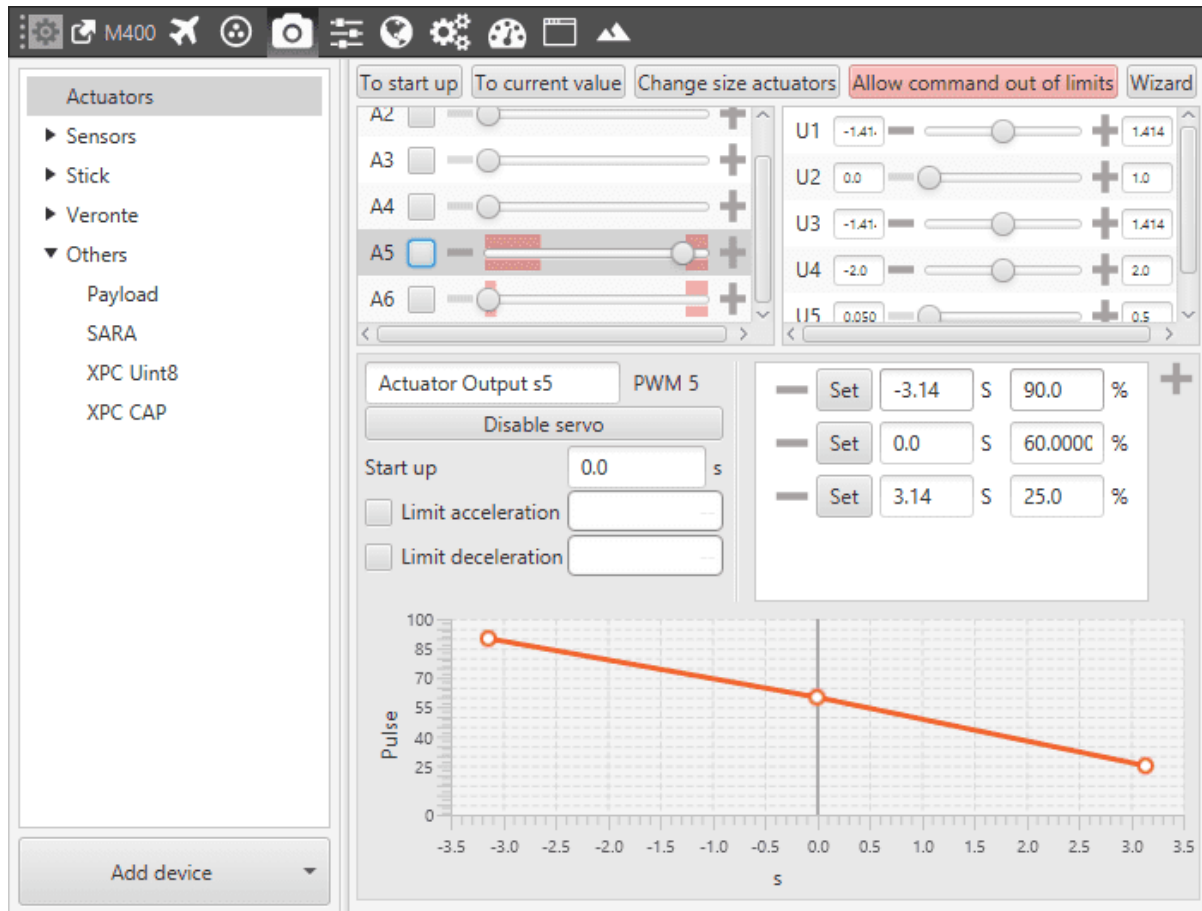 M400
Actuators
Sensors
Stick
Veronte
Others
Payload
SARA
XPC Uint8
XPC CAP
Add device
To start up To current value Change size actuators Allow command out of limits Wizard
A2
A3
A4
A5
A6
U1 -1.41 1.414
U2 0.0 1.0
U3 -1.41 1.414
U4 -2.0 2.0
U5 0.050 0.5
Actuator Output s5 PWM 5
Disable servo
Start up 0.0 s
Limit acceleration --
Limit deceleration --
Set -3.14 S 90.0 %
Set 0.0 S 60.0000 %
Set 3.14 S 25.0 %
Pulse
100
85
70
55
40
25
0
-3.5 -3.0 -2.5 -2.0 -1.5 -1.0 -0.5 0.0 0.5 1.0 1.5 2.0 2.5 3.0 3.5
s